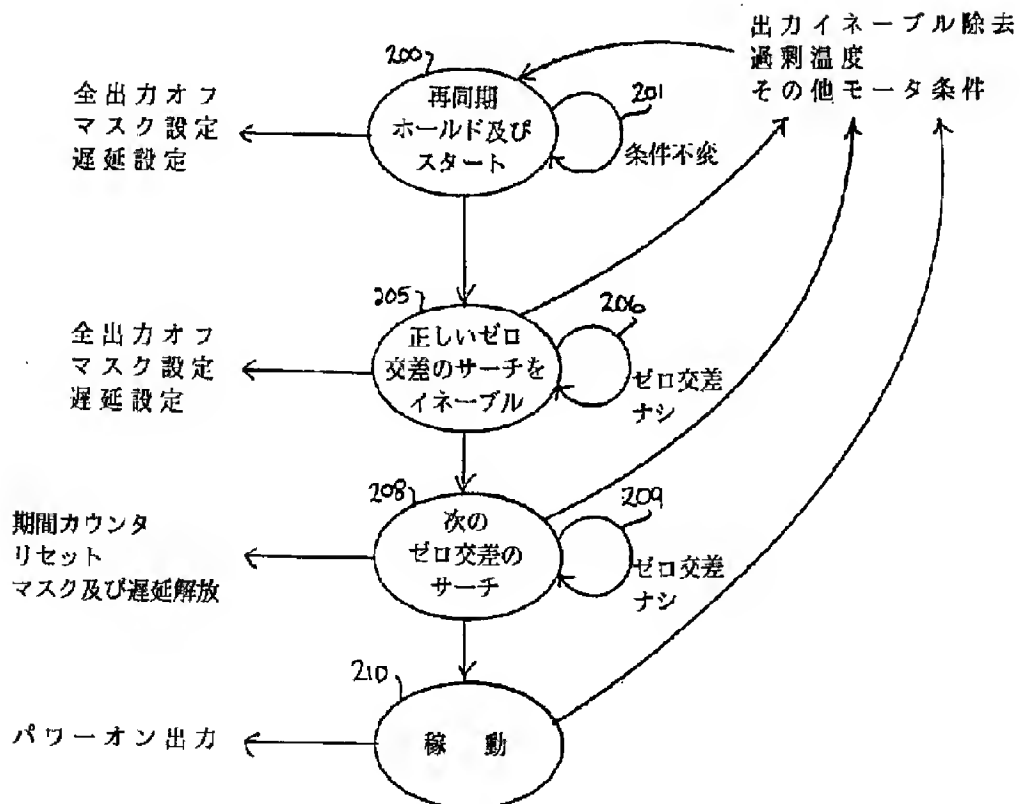 出力イネーブル除去
過剰温度
その他モータ条件
200
再同期
ホールド及び
スタート
201
条件不変
全出力オフ
マスク設定
遅延設定
205
正しいゼロ
交差のサーチを
イネーブル
206
ゼロ交差
ナシ
全出力オフ
マスク設定
遅延設定
208
次の
ゼロ交差の
サーチ
209
ゼロ交差
ナシ
期間カウンタ
リセット
マスク及び遅延解放
210
稼動
パワーオン出力